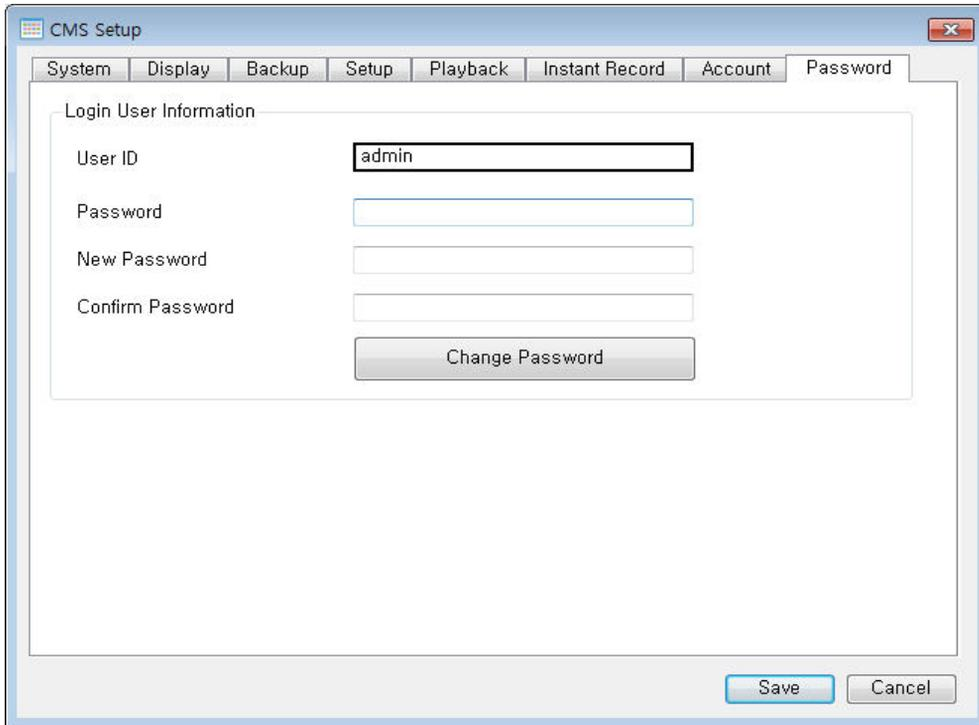 CMS Setup
System Display Backup Setup Playback Instant Record Account Password
Login User Information
User ID admin
Password
New Password
Confirm Password
Change Password
Save Cancel